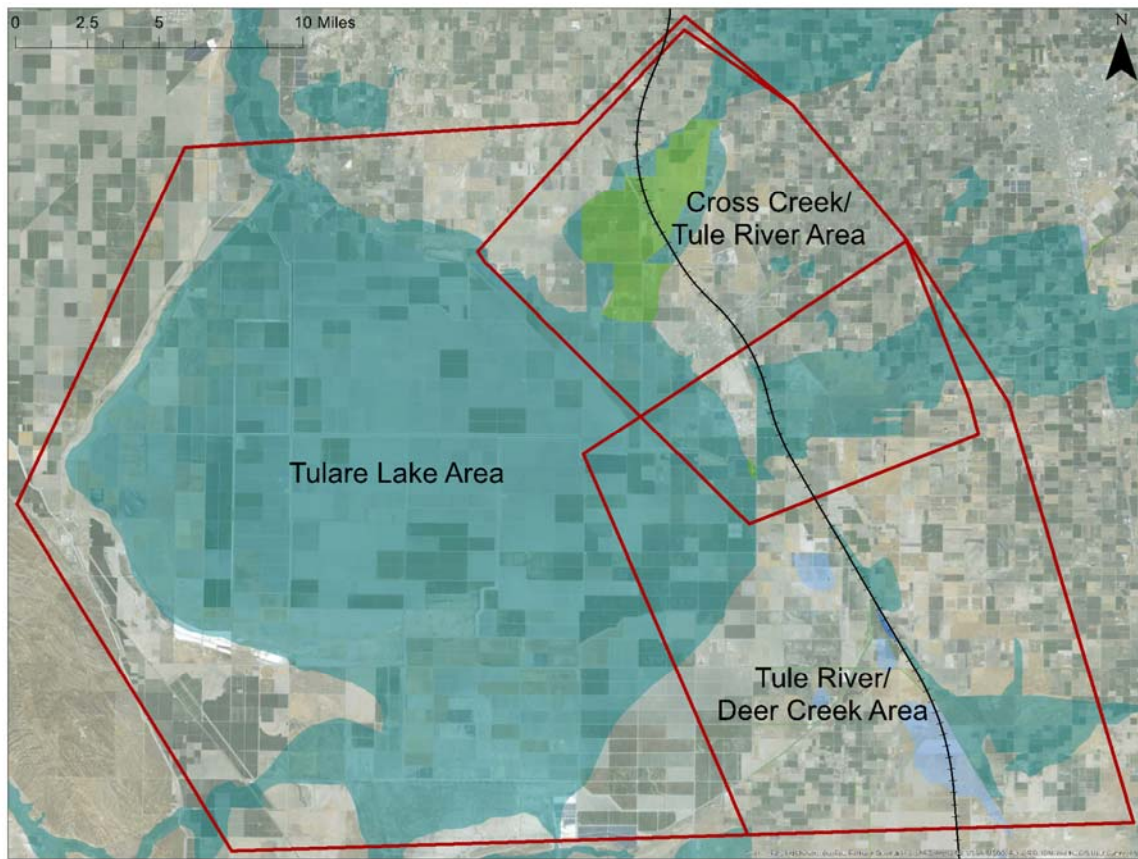 0 2.5 5 10 Miles
N
Cross Creek/
Tule River Area
Tulare Lake Area
Tule River/
Deer Creek Area